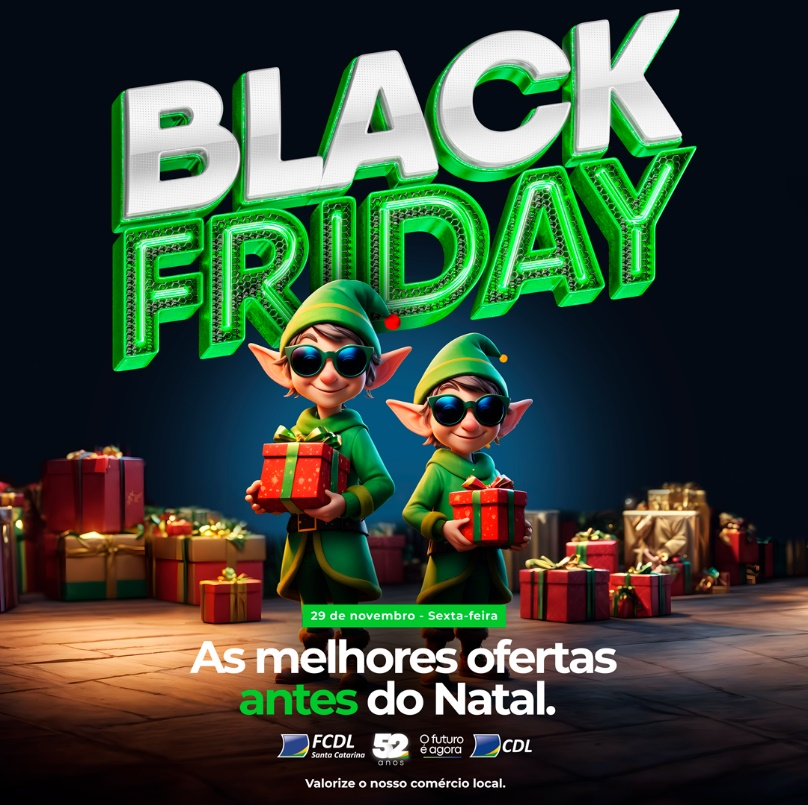 BLACK
FRIDAY
29 de novembro - Sexta-feira
As melhores ofertas
antes do Natal.
FCDL
Santa Catarina
52
anos
O futuro
é agora
CDL
Valorize o nosso comércio local.